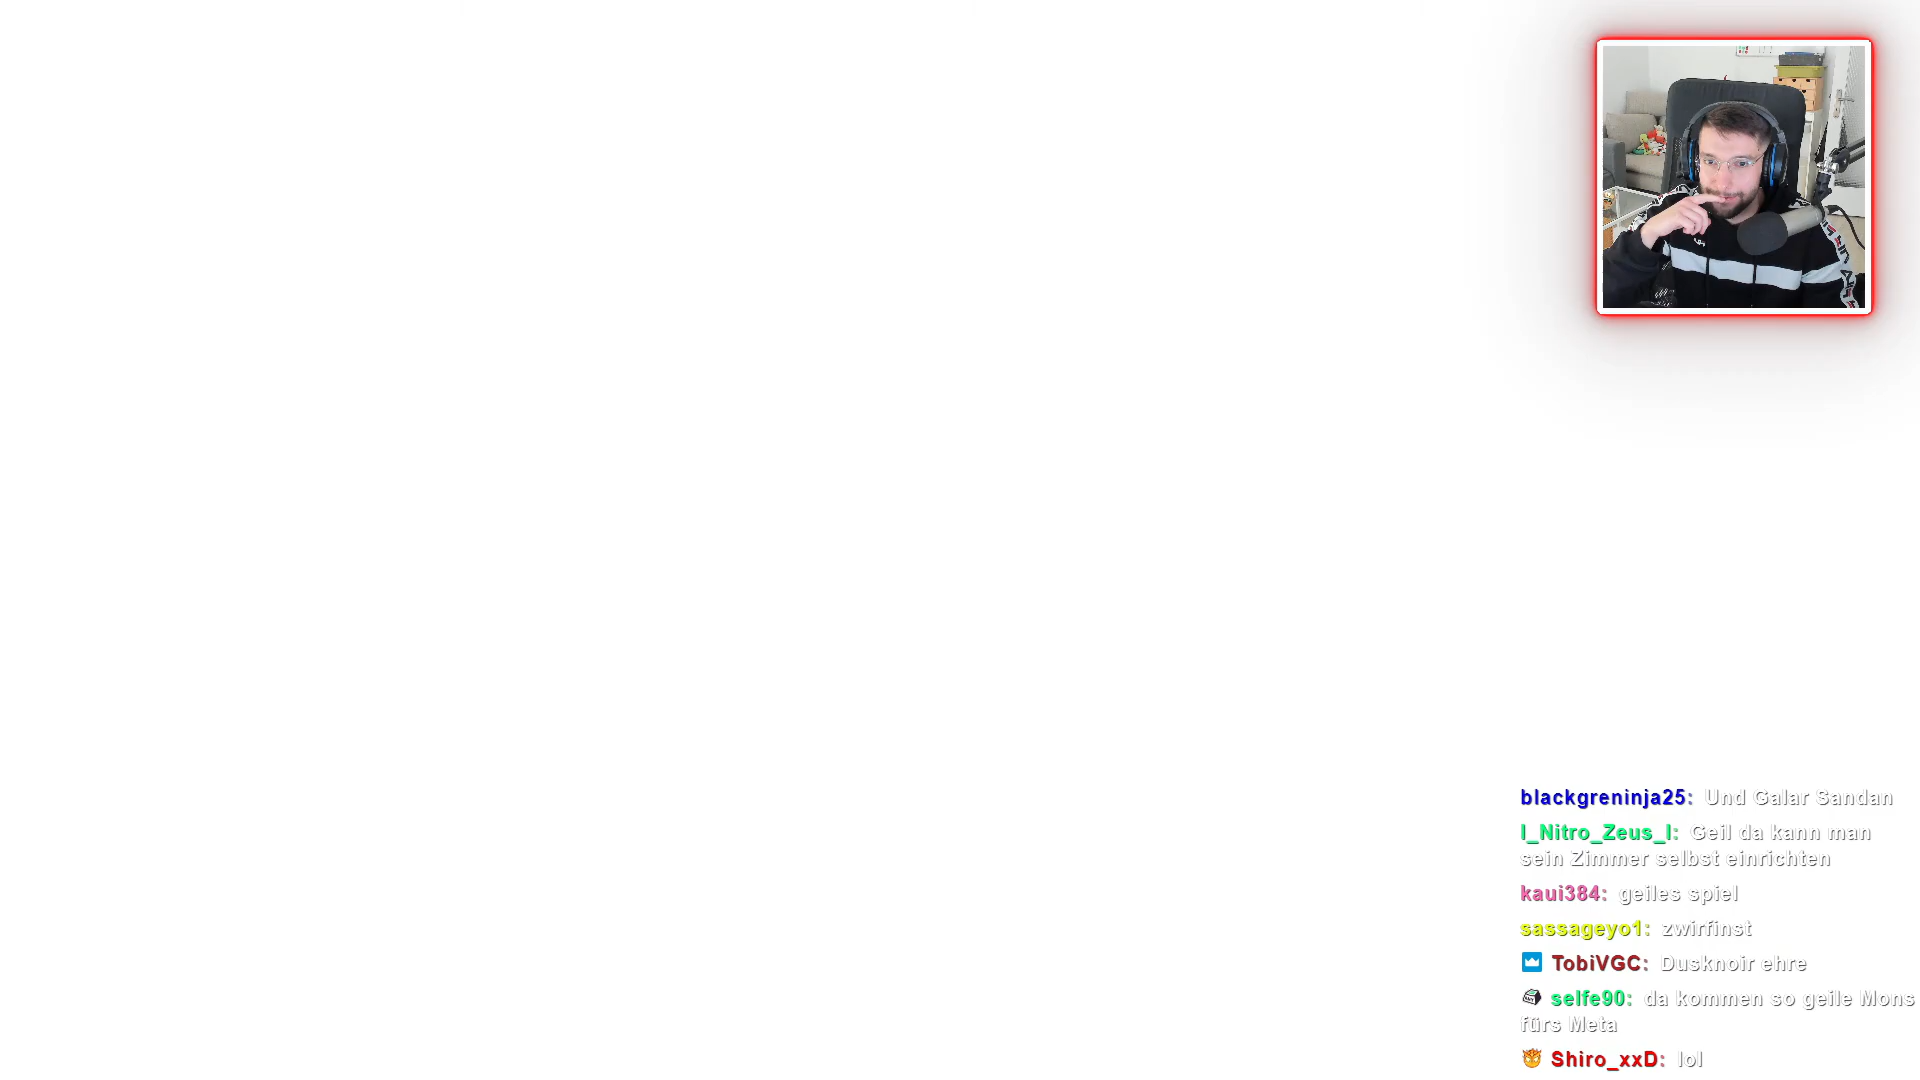 blackgreninja25: Und Galar Sandan
I_Nitro_Zeus_I: Geil da kann man
sein Zimmer selbst einrichten
kaui384: geiles spiel
sassageyo1: zwirfinst
TobiVGC: Dusknoir ehre
selfe90: da kommen so geile Mons
fürs Meta
Shiro_xxD: lol